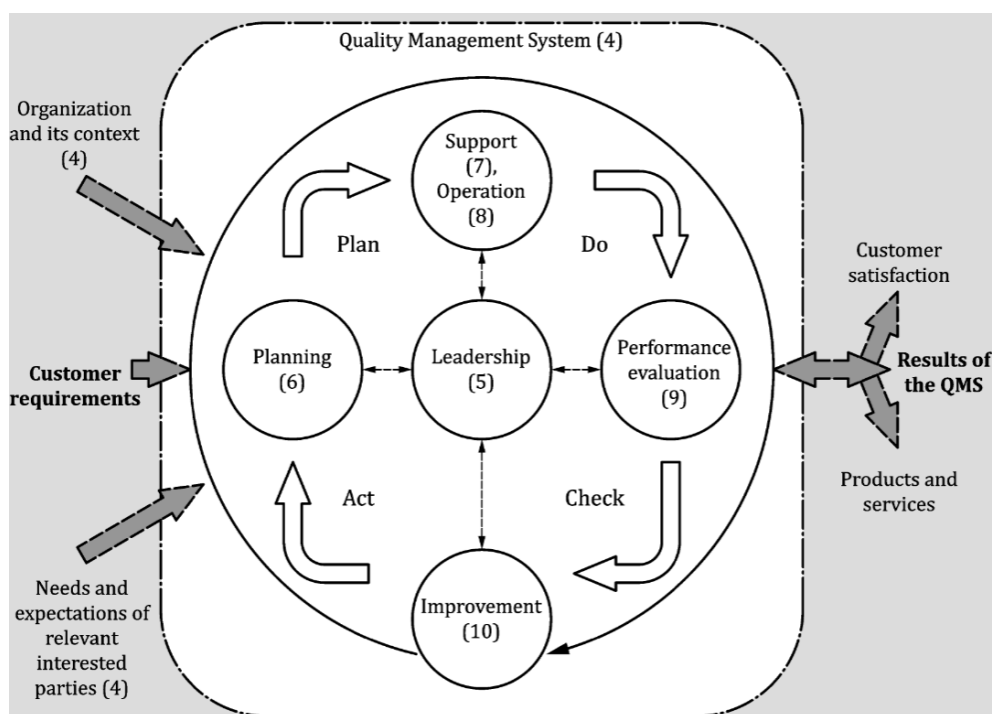 Quality Management System (4)
Organization
and its context
(4)
Support
(7),
Operation
(8)
Plan
Do
Customer
satisfaction
Planning
(6)
Leadership
(5)
Performance
evaluation
(9)
Customer
requirements
Results of
the QMS
Act
Check
Products and
services
Needs and
expectations of
relevant
interested
parties (4)
Improvement
(10)